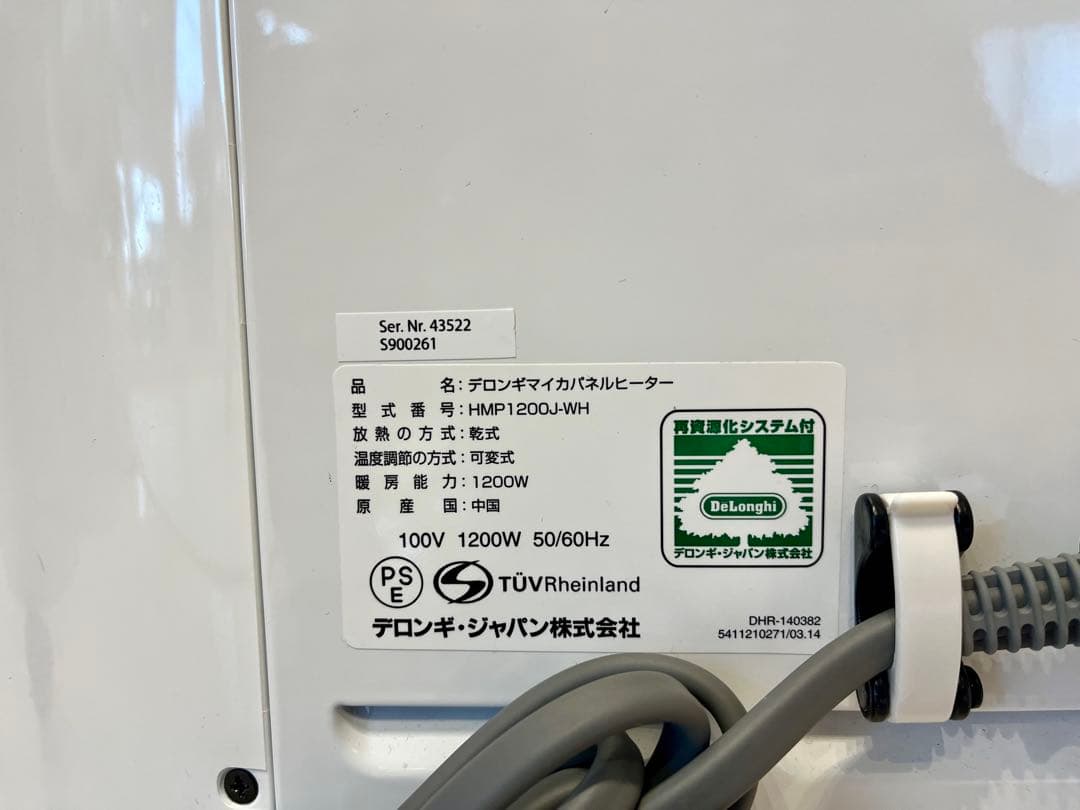 Ser. Nr. 43522
S900261
品 名：デロンギマイカパネルヒーター
型式番号：HMP1200J-WH
放熱の方式：乾式
温度調節の方式：可変式
暖房能力：1200W
原産国：中国
100V 1200W 50/60Hz
PSE
TÜVRheinland
デロンギ・ジャパン株式会社
再資源化システム付
DeLonghi
デロンギ・ジャパン株式会社
DHR-140382
5411210271/03.14